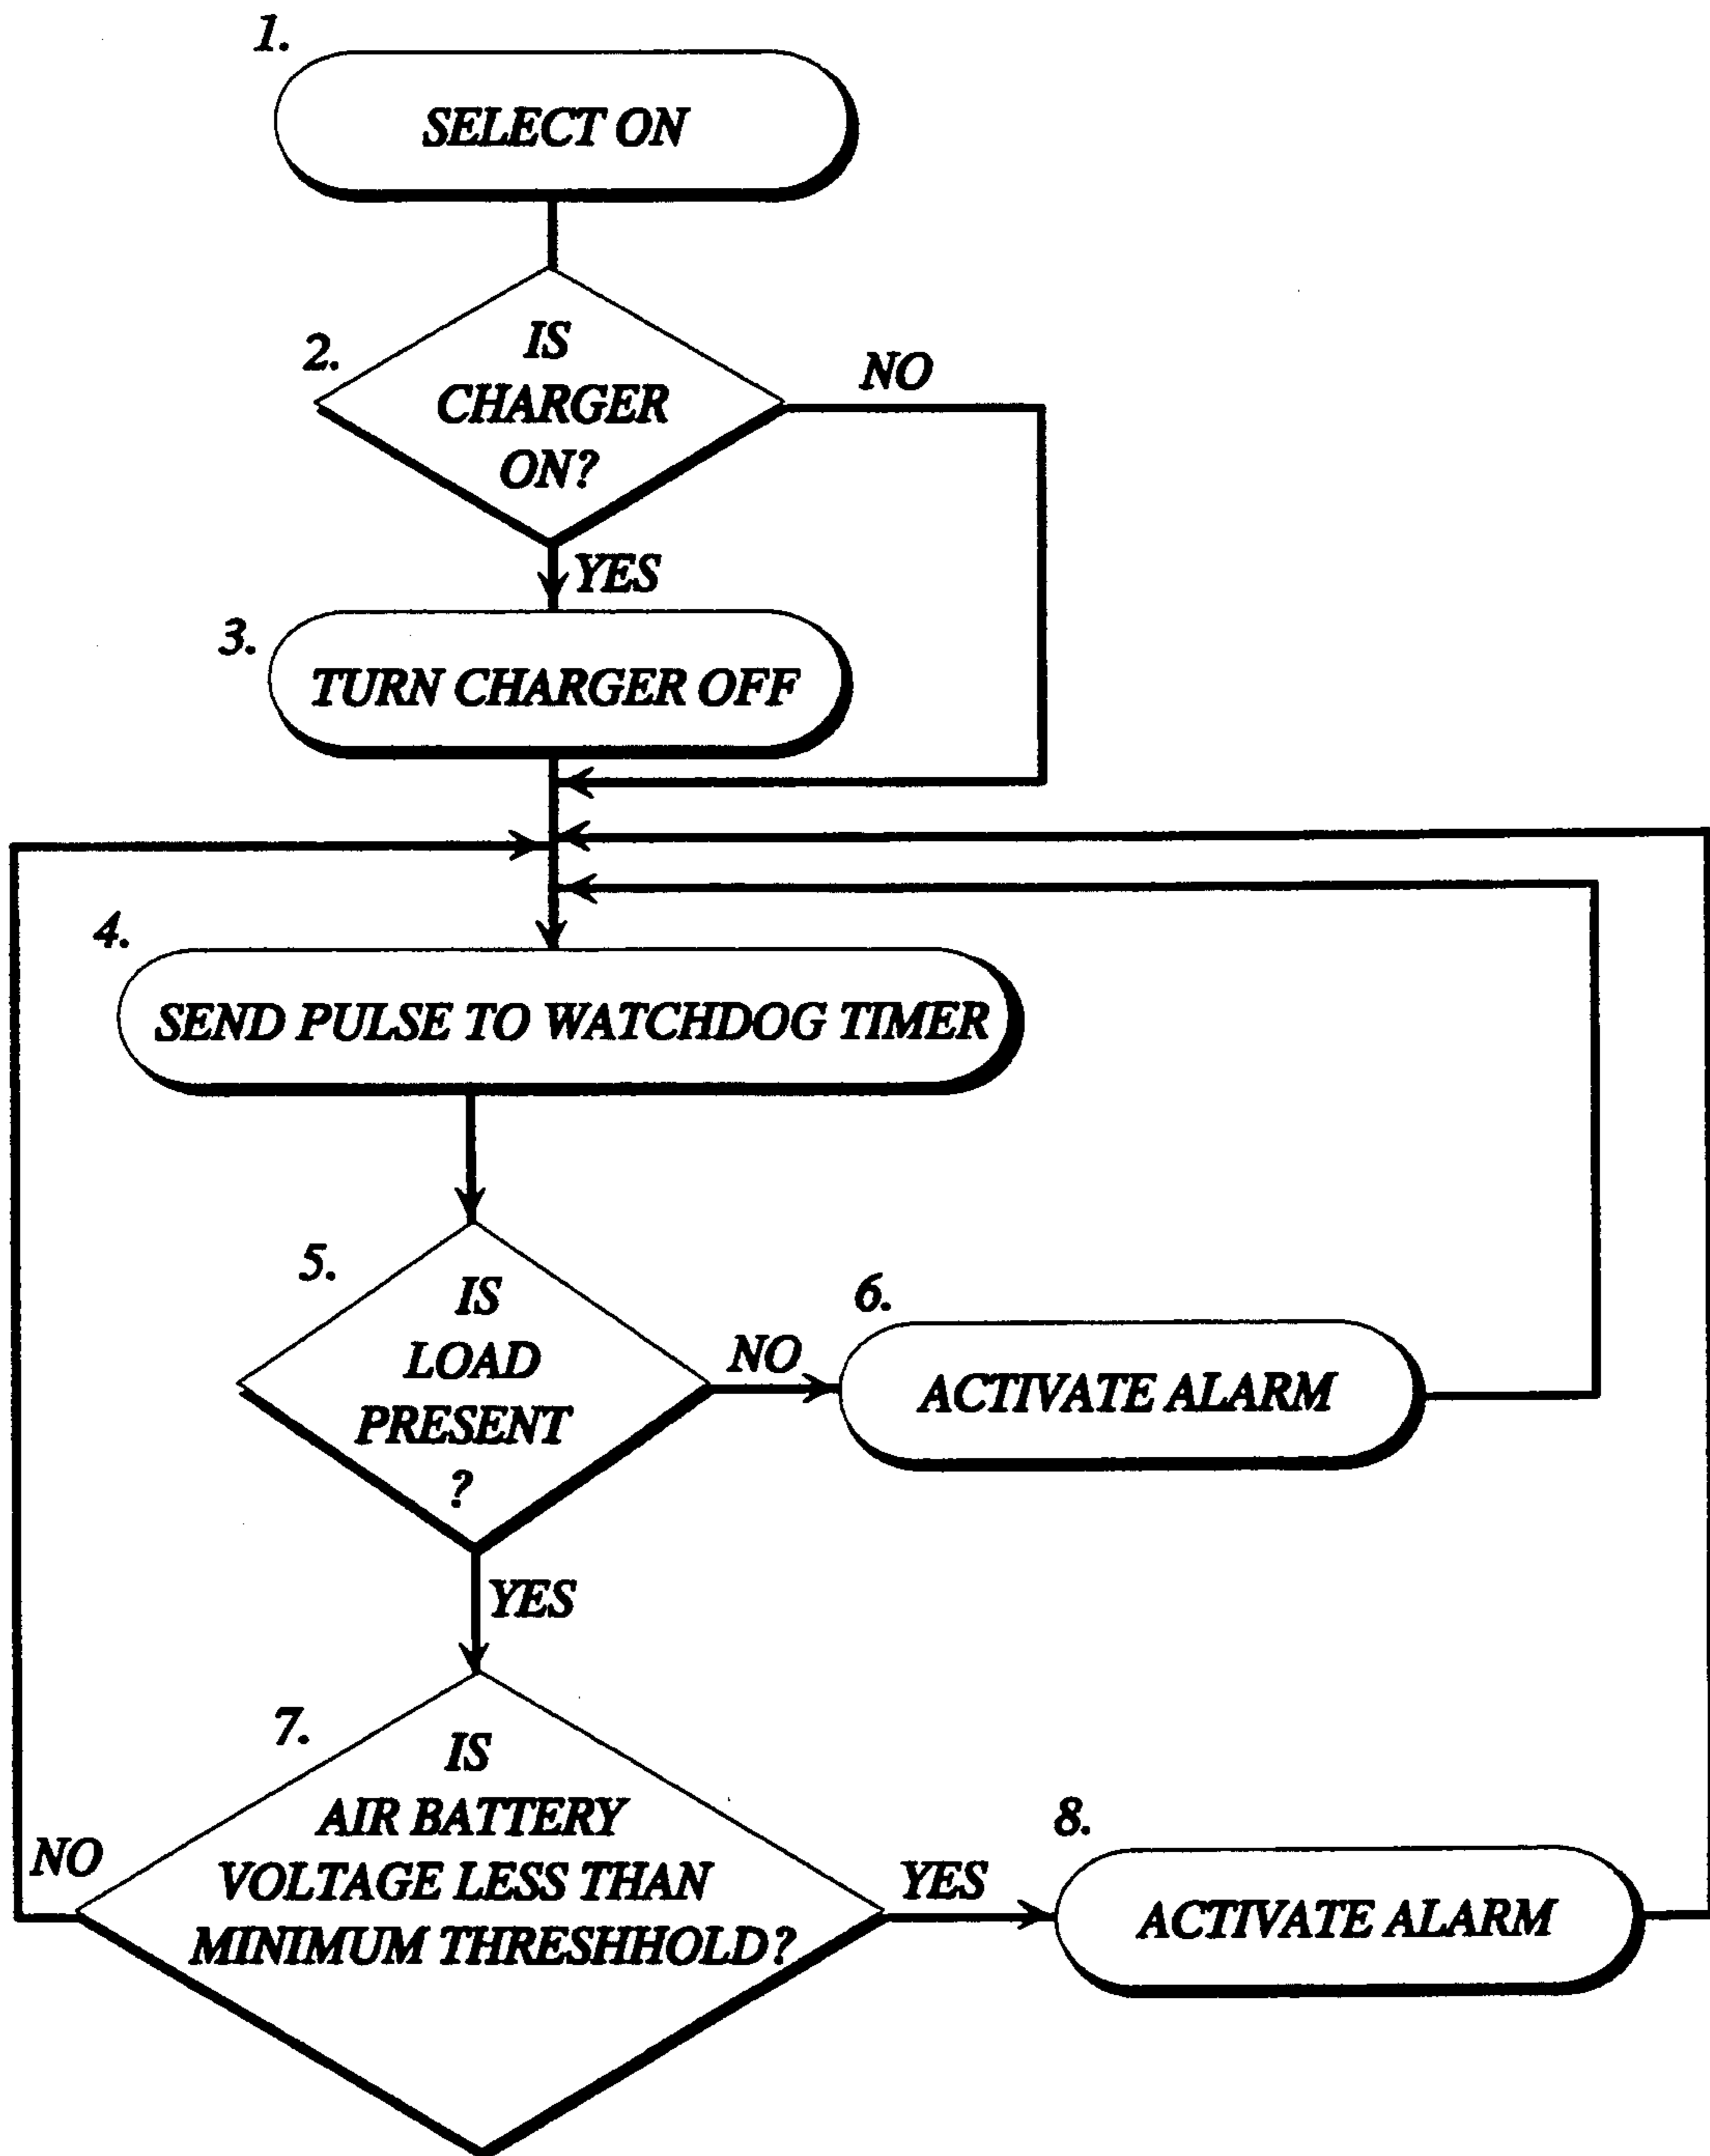 1.
SELECT ON
2.
IS
CHARGER
ON?
NO
YES
3.
TURN CHARGER OFF
4.
SEND PULSE TO WATCHDOG TIMER
5.
IS
LOAD
PRESENT
?
NO
6.
ACTIVATE ALARM
YES
7.
IS
AIR BATTERY
VOLTAGE LESS THAN
MINIMUM THRESHHOLD?
NO
YES
8.
ACTIVATE ALARM